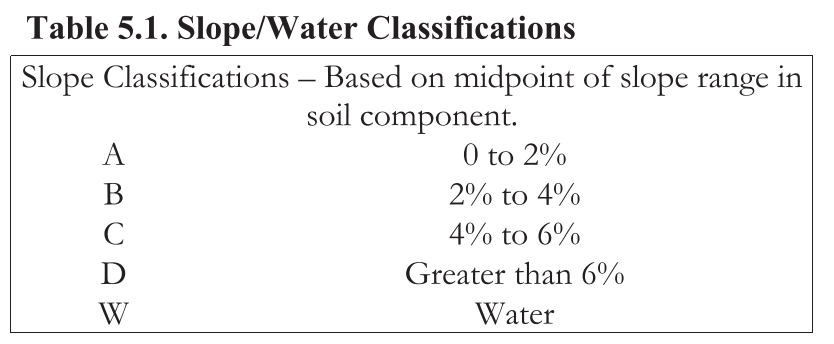 Table 5.1. Slope/Water Classifications
Slope Classifications – Based on midpoint of slope range in
soil component.
A 0 to 2%
B 2% to 4%
C 4% to 6%
D Greater than 6%
W Water